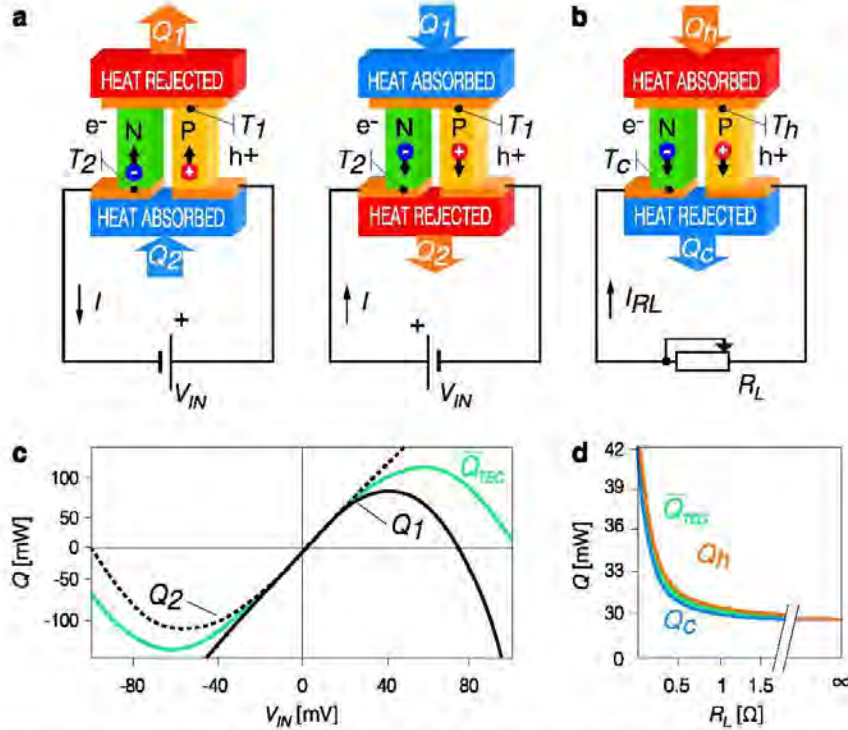 a
b
Q1
Q1
Qh
HEAT REJECTED
HEAT ABSORBED
HEAT ABSORBED
e- N P T1
T2 h+
e- N P T1
T2 h+
e- N P Th
Tc h+
HEAT ABSORBED
HEAT REJECTED
HEAT REJECTED
Q2
Q2
Qc
I
+
VIN
I
+
VIN
IRL
RL
c
Q [mW]
100
50
0
-50
-100
Q̅TEC
Q1
Q2
-80 -40 0 40 80
VIN [mV]
d
Q [mW]
42
39
36
33
30
0
Q̅TEG
Qh
Qc
0.5 1.0 1.5 ∞
RL [Ω]